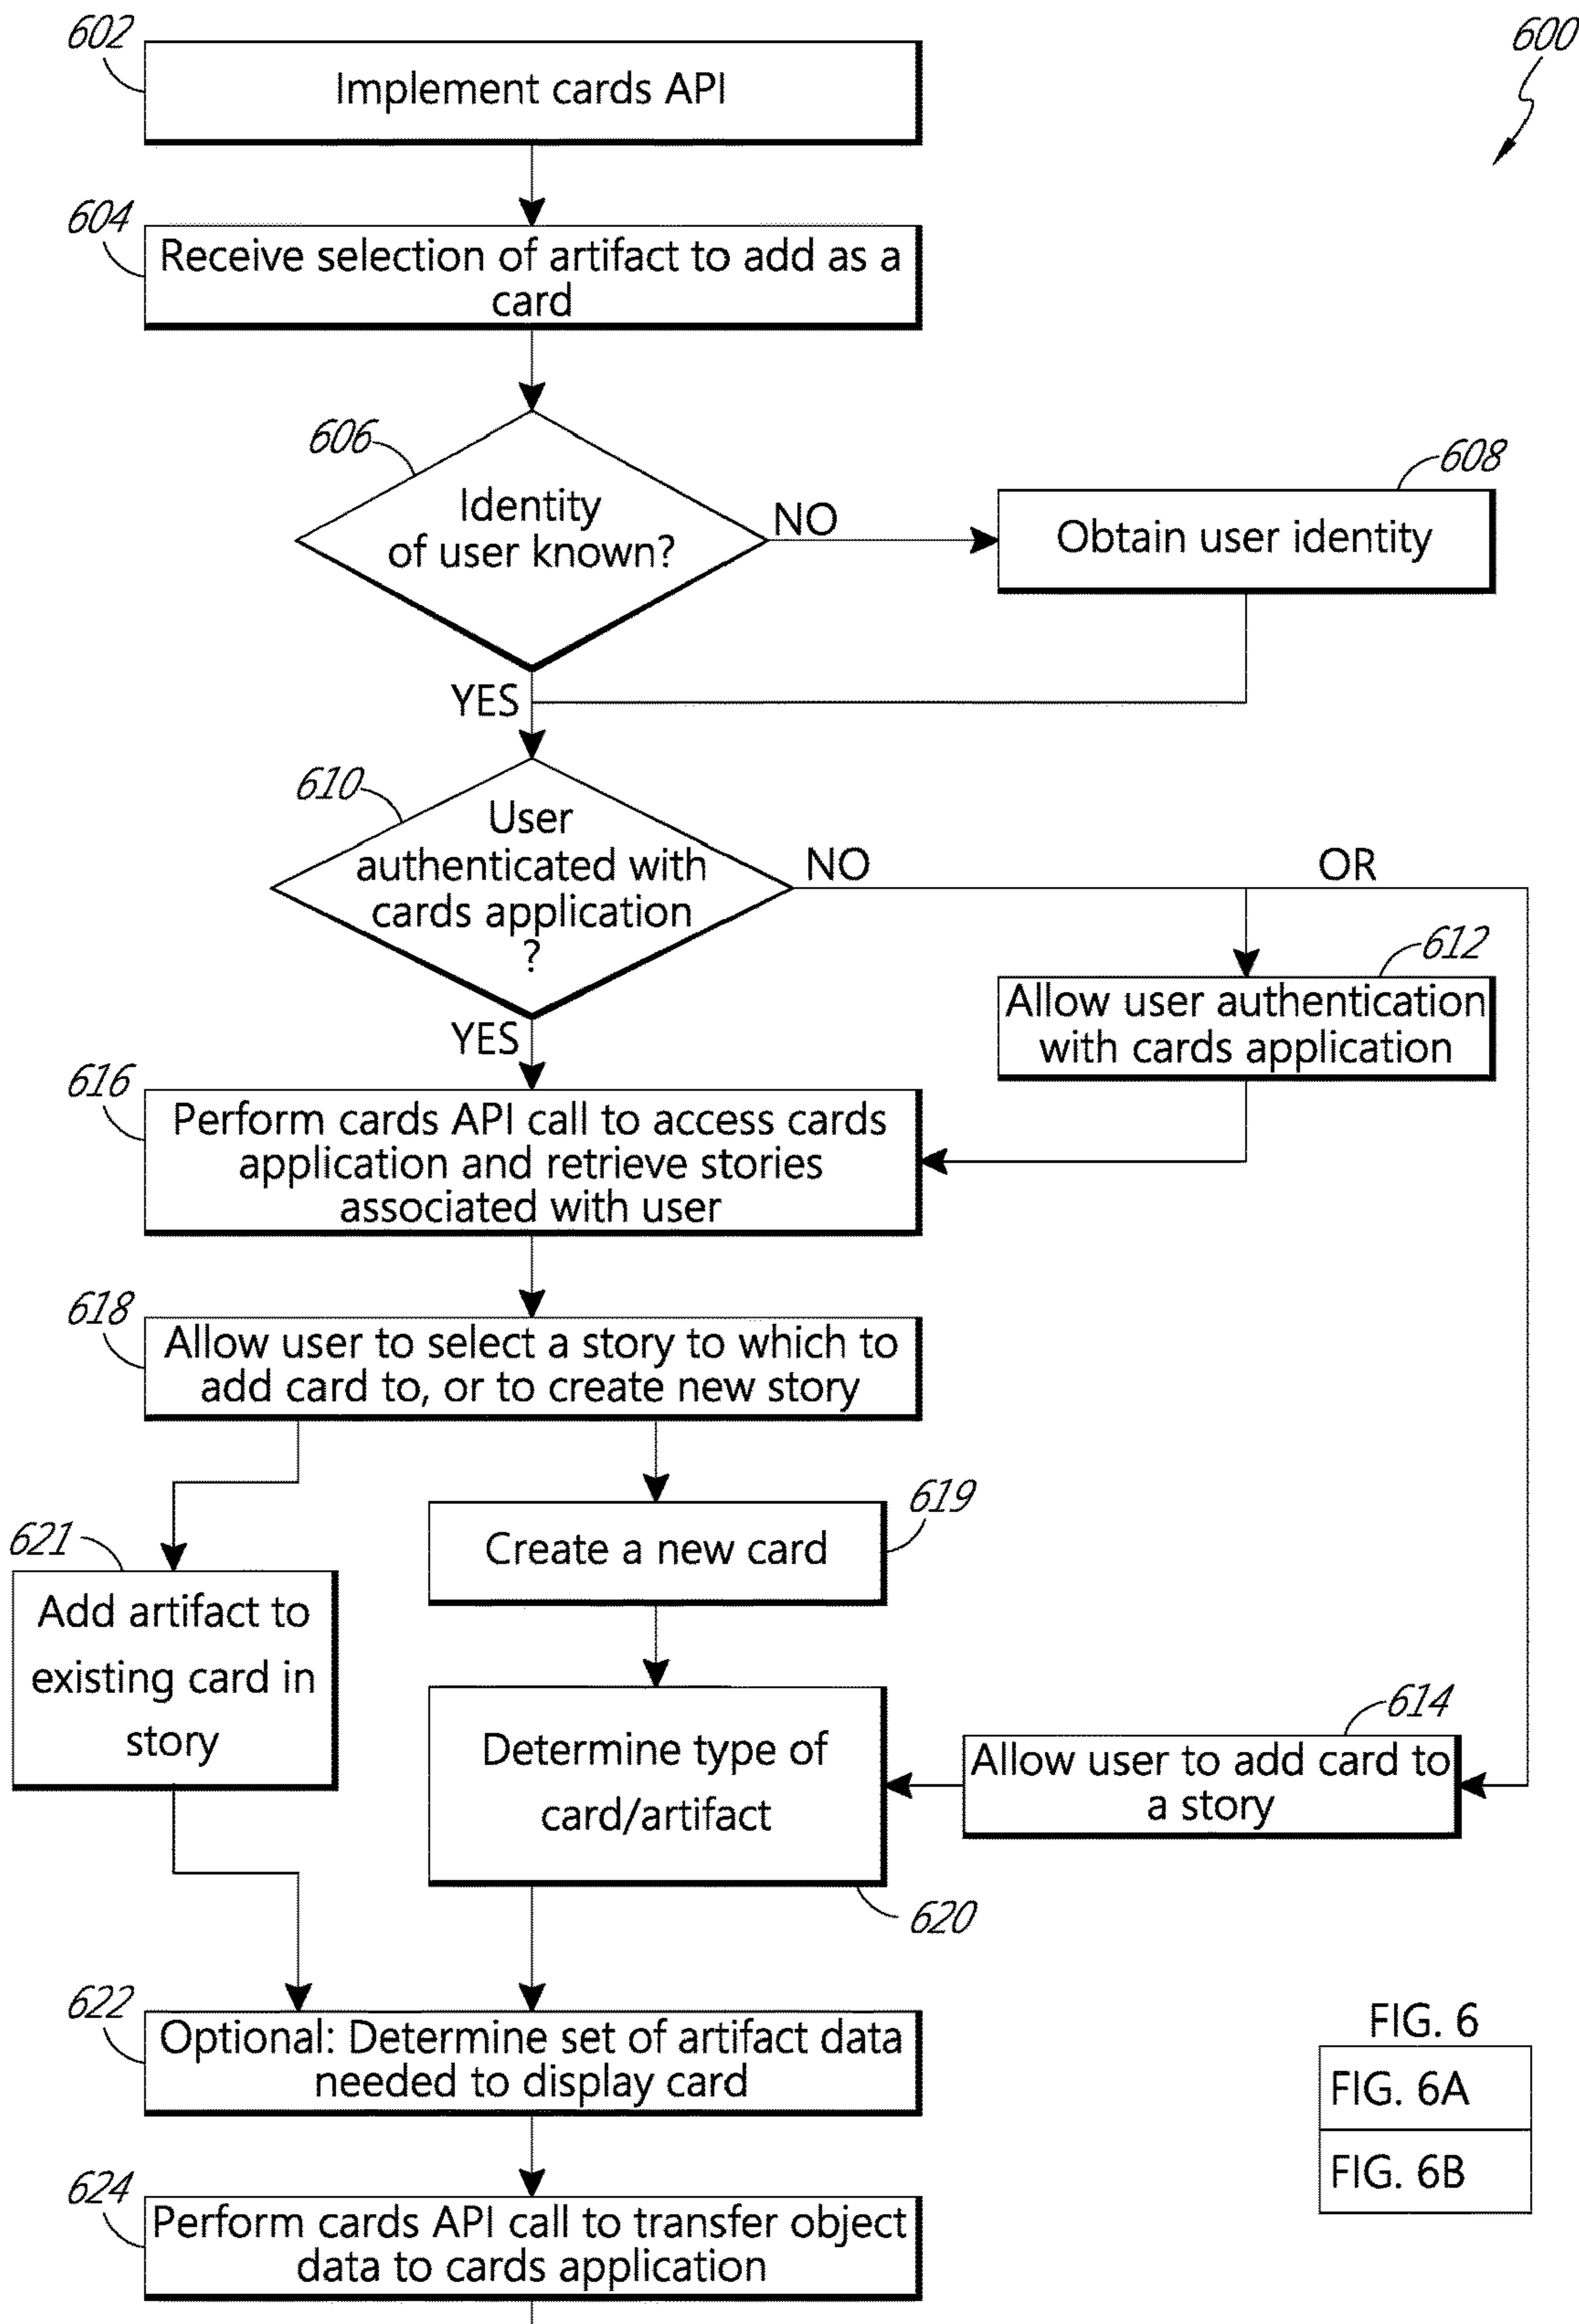 602
Implement cards API
600
604
Receive selection of artifact to add as a
card
606
Identity
of user known?
NO
608
Obtain user identity
YES
610
User
authenticated with
cards application
?
NO
OR
612
Allow user authentication
with cards application
YES
616
Perform cards API call to access cards
application and retrieve stories
associated with user
618
Allow user to select a story to which to
add card to, or to create new story
619
Create a new card
621
Add artifact to
existing card in
story
Determine type of
card/artifact
614
Allow user to add card to
a story
620
622
Optional: Determine set of artifact data
needed to display card
624
Perform cards API call to transfer object
data to cards application
FIG. 6
FIG. 6A
FIG. 6B